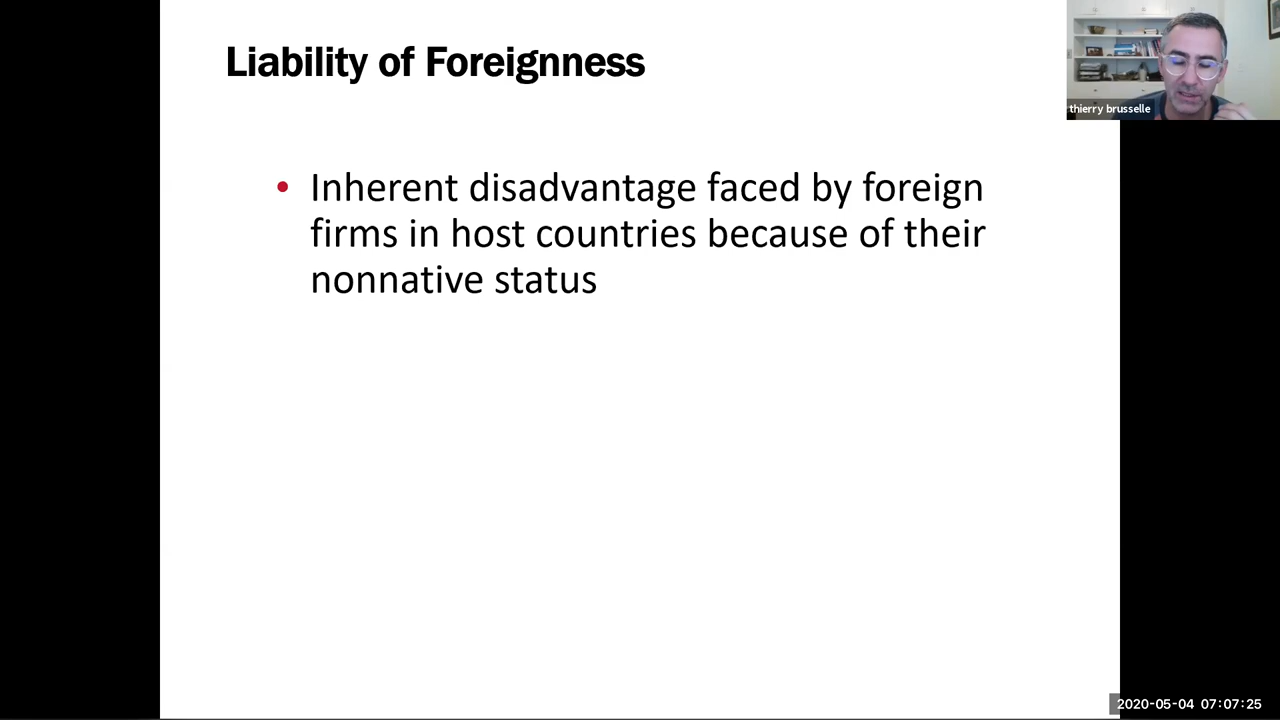 Liability of Foreignness
thierry brusselle
• Inherent disadvantage faced by foreign
firms in host countries because of their
nonnative status
2020-05-04 07:07:25